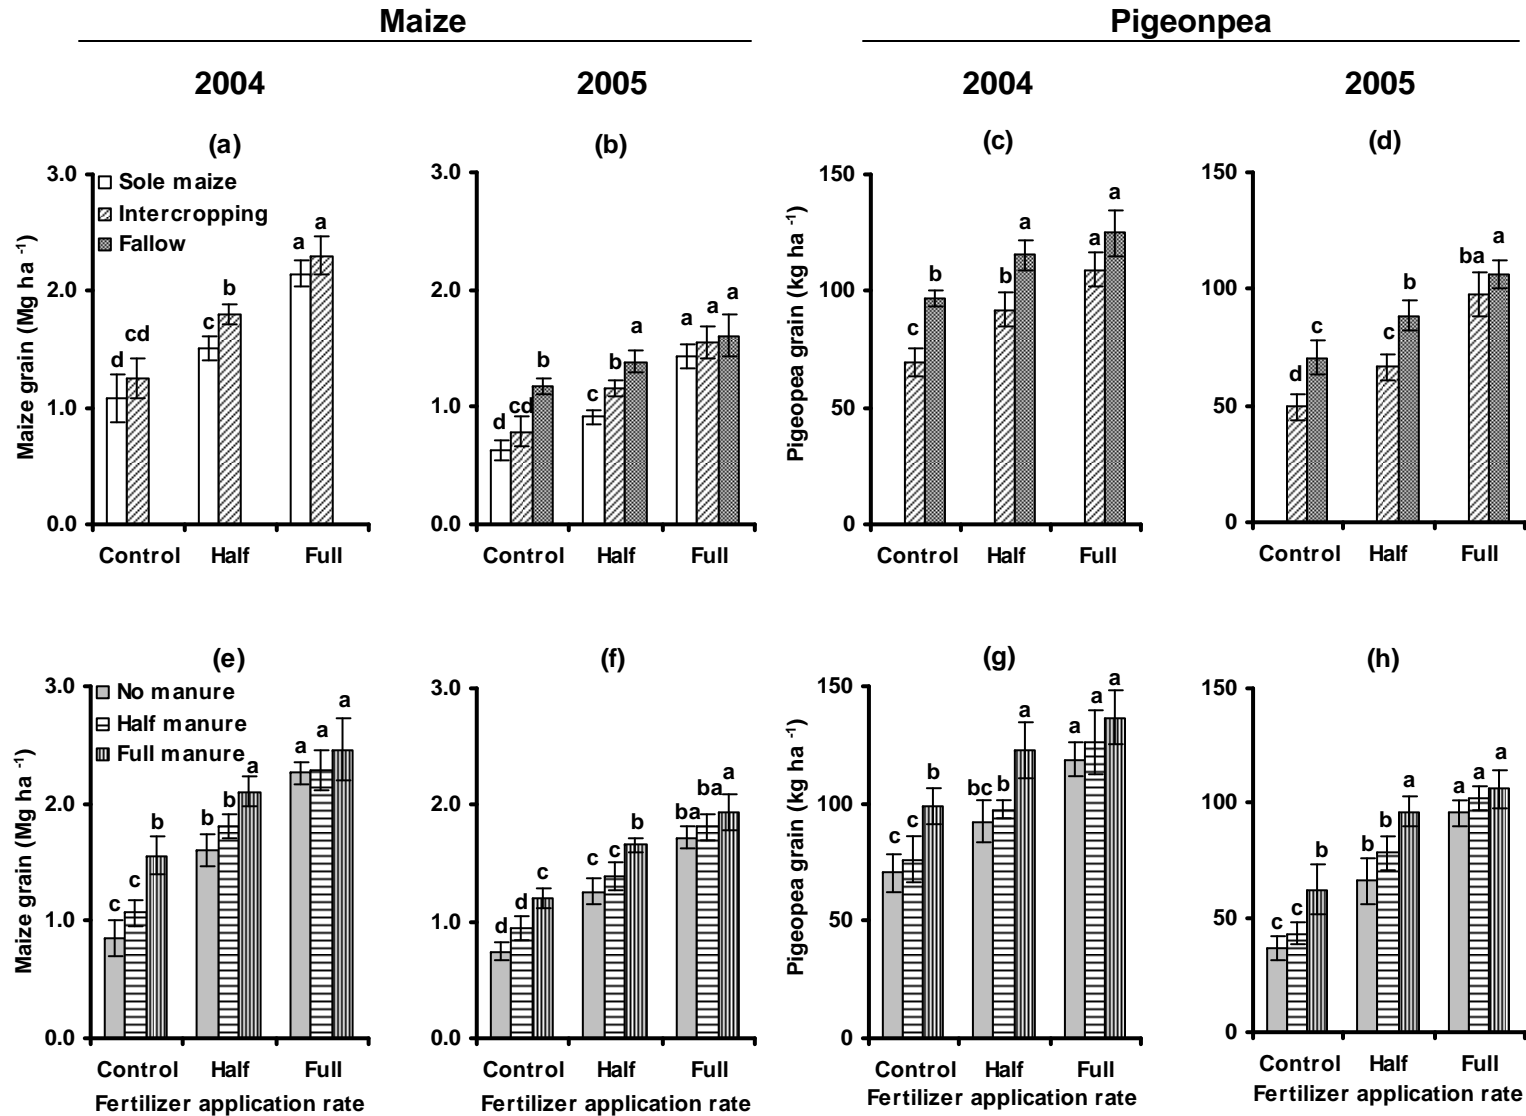 Maize
Pigeonpea
2004
2005
2004
2005
(a)
(b)
(c)
(d)
3.0
2.0
1.0
0.0
Maize grain (Mg ha -1)
Sole maize
Intercropping
Fallow
d
cd
c
b
a
a
Control
Half
Full
3.0
2.0
1.0
0.0
d
cd
b
c
b
a
a
a
a
Control
Half
Full
150
100
50
0
Pigeopea grain (kg ha -1)
c
b
b
a
a
a
Control
Half
Full
150
100
50
0
d
c
c
b
ba
a
Control
Half
Full
(e)
(f)
(g)
(h)
3.0
2.0
1.0
0.0
Maize grain (Mg ha -1)
No manure
Half manure
Full manure
c
c
b
b
b
a
a
a
a
Control
Half
Full
Fertilizer application rate
3.0
2.0
1.0
0.0
d
d
c
c
c
b
ba
ba
a
Control
Half
Full
Fertilizer application rate
150
100
50
0
Pigeopea grain (kg ha -1)
c
c
b
bc
b
a
a
a
a
Control
Half
Full
Fertilizer application rate
150
100
50
0
c
c
b
b
b
a
a
a
a
Control
Half
Full
Fertilizer application rate